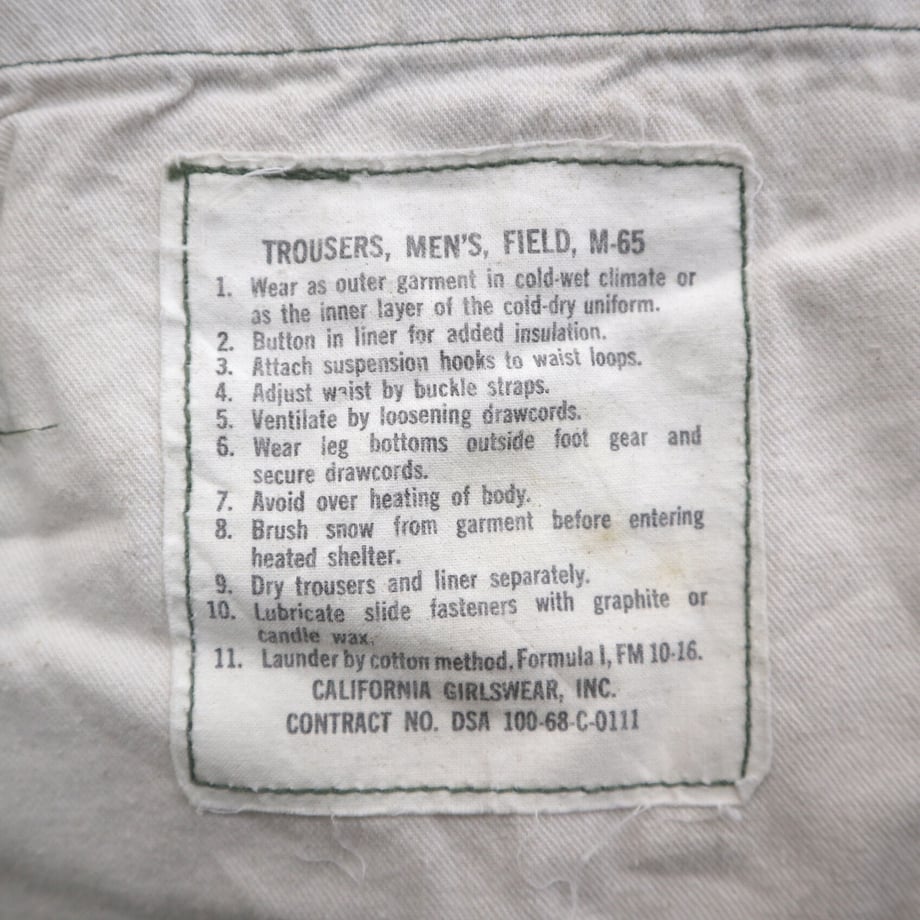 TROUSERS, MEN'S, FIELD, M-65
1. Wear as outer garment in cold-wet climate or
as the inner layer of the cold-dry uniform.
2. Button in liner for added insulation.
3. Attach suspension hooks to waist loops.
4. Adjust waist by buckle straps.
5. Ventilate by loosening drawcords.
6. Wear leg bottoms outside foot gear and
secure drawcords.
7. Avoid over heating of body.
8. Brush snow from garment before entering
heated shelter.
9. Dry trousers and liner separately.
10. Lubricate slide fasteners with graphite or
candle wax.
11. Launder by cotton method. Formula I, FM 10-16.
CALIFORNIA GIRLSWEAR, INC.
CONTRACT NO. DSA 100-68-C-0111